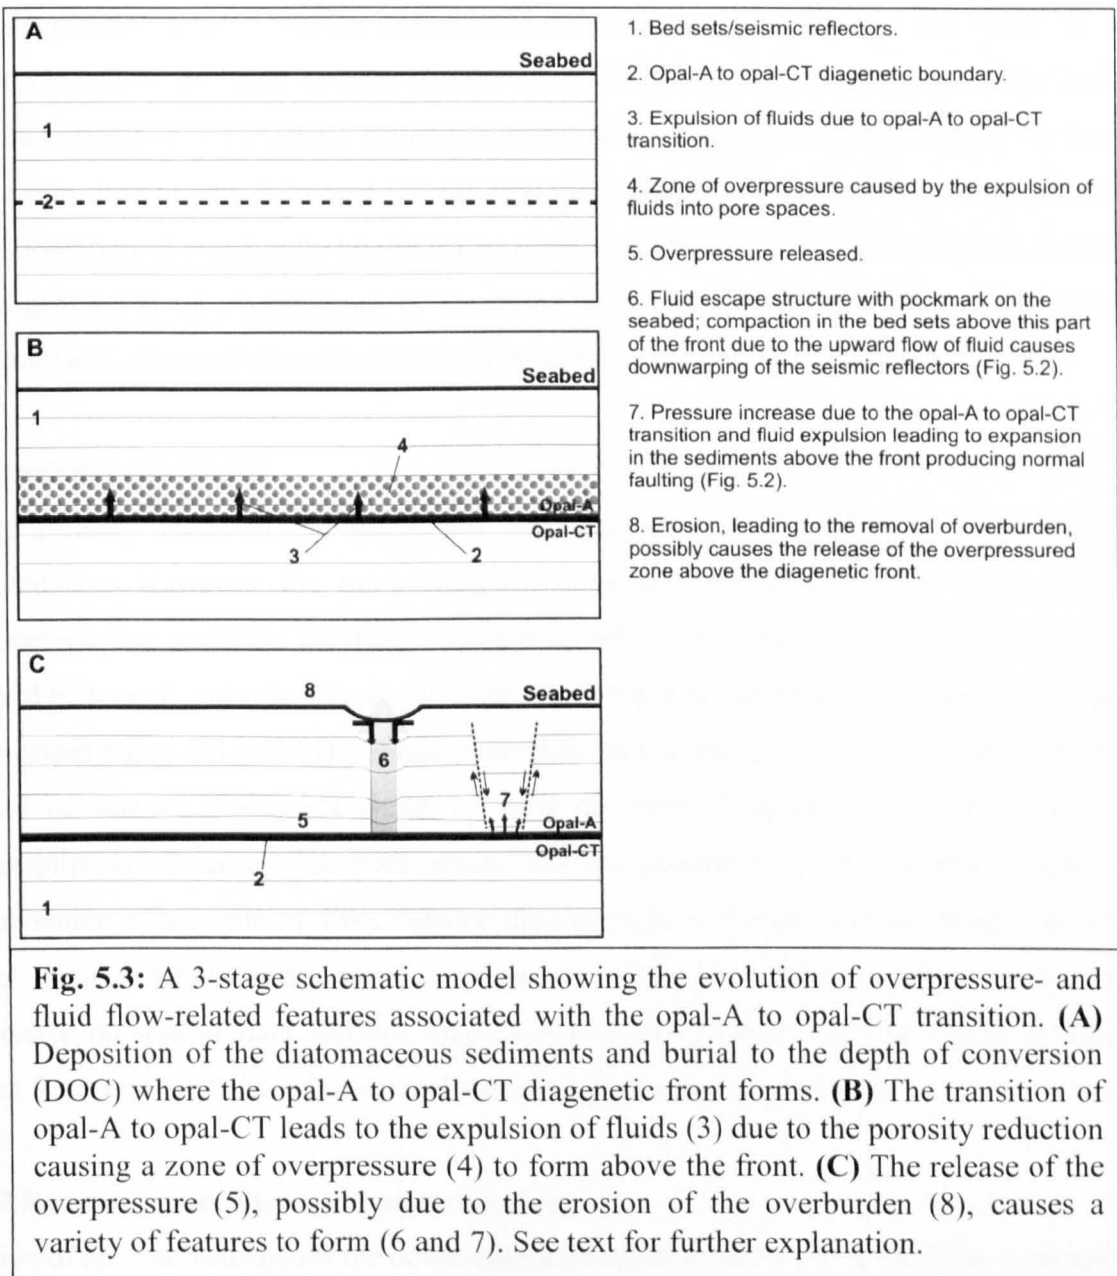 A
Seabed
1
2
B
Seabed
1
4
Opal-A
Opal-CT
3
2
C
8
Seabed
6
7
5
Opal-A
Opal-CT
2
1
1. Bed sets/seismic reflectors.
2. Opal-A to opal-CT diagenetic boundary.
3. Expulsion of fluids due to opal-A to opal-CT
transition.
4. Zone of overpressure caused by the expulsion of
fluids into pore spaces.
5. Overpressure released.
6. Fluid escape structure with pockmark on the
seabed; compaction in the bed sets above this part
of the front due to the upward flow of fluid causes
downwarping of the seismic reflectors (Fig. 5.2).
7. Pressure increase due to the opal-A to opal-CT
transition and fluid expulsion leading to expansion
in the sediments above the front producing normal
faulting (Fig. 5.2).
8. Erosion, leading to the removal of overburden,
possibly causes the release of the overpressured
zone above the diagenetic front.
Fig. 5.3: A 3-stage schematic model showing the evolution of overpressure- and
fluid flow-related features associated with the opal-A to opal-CT transition. (A)
Deposition of the diatomaceous sediments and burial to the depth of conversion
(DOC) where the opal-A to opal-CT diagenetic front forms. (B) The transition of
opal-A to opal-CT leads to the expulsion of fluids (3) due to the porosity reduction
causing a zone of overpressure (4) to form above the front. (C) The release of the
overpressure (5), possibly due to the erosion of the overburden (8), causes a
variety of features to form (6 and 7). See text for further explanation.